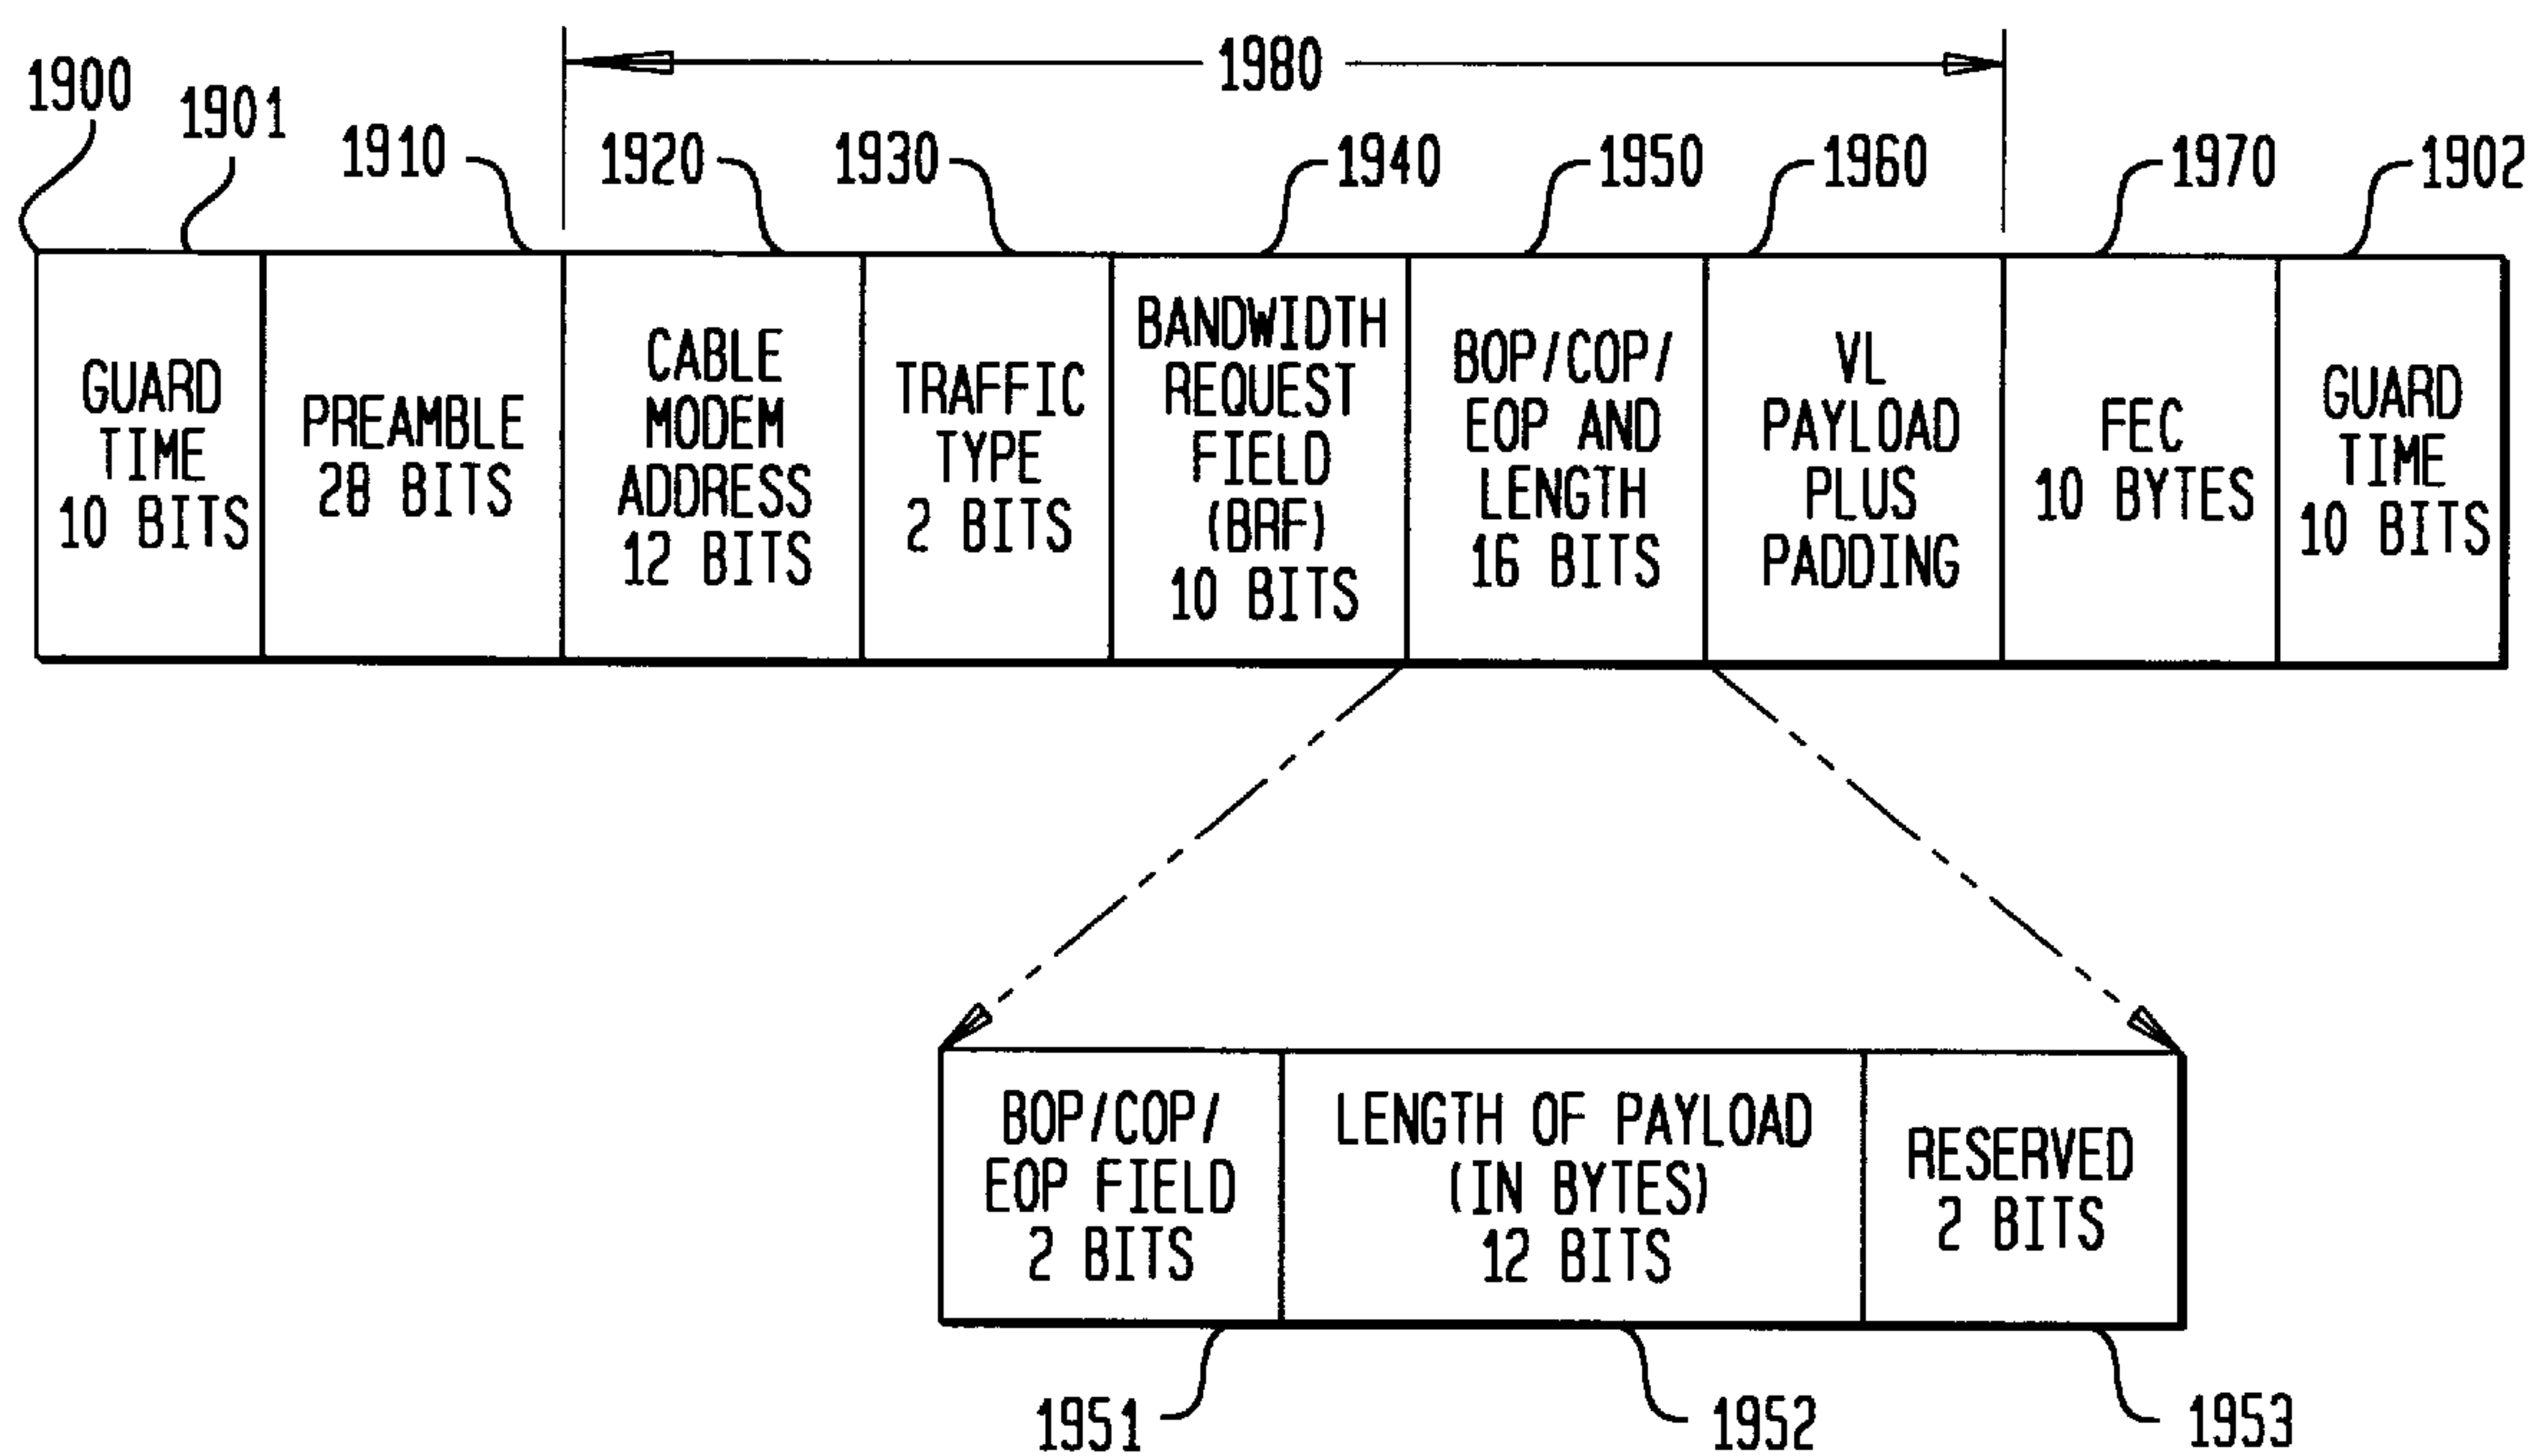 1980
1900
1901
1910
1920
1930
1940
1950
1960
1970
1902
GUARD
TIME
10 BITS
PREAMBLE
28 BITS
CABLE
MODEM
ADDRESS
12 BITS
TRAFFIC
TYPE
2 BITS
BANDWIDTH
REQUEST
FIELD
(BRF)
10 BITS
BOP/COP/
EOP AND
LENGTH
16 BITS
VL
PAYLOAD
PLUS
PADDING
FEC
10 BYTES
GUARD
TIME
10 BITS
BOP/COP/
EOP FIELD
2 BITS
LENGTH OF PAYLOAD
(IN BYTES)
12 BITS
RESERVED
2 BITS
1951
1952
1953